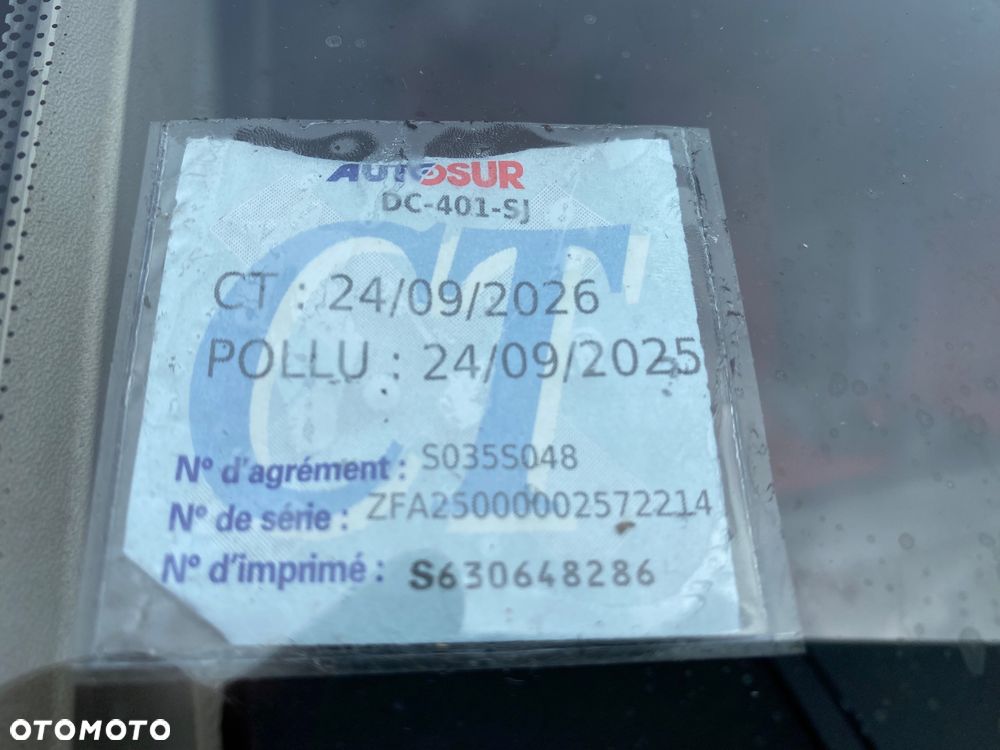 AUTOSUR
DC-401-SJ
CT
CT : 24/09/2026
POLLU : 24/09/2025
N° d'agrément : S035S048
N° de série : ZFA25000002572214
N° d'imprimé : S630648286
OTOMOTO